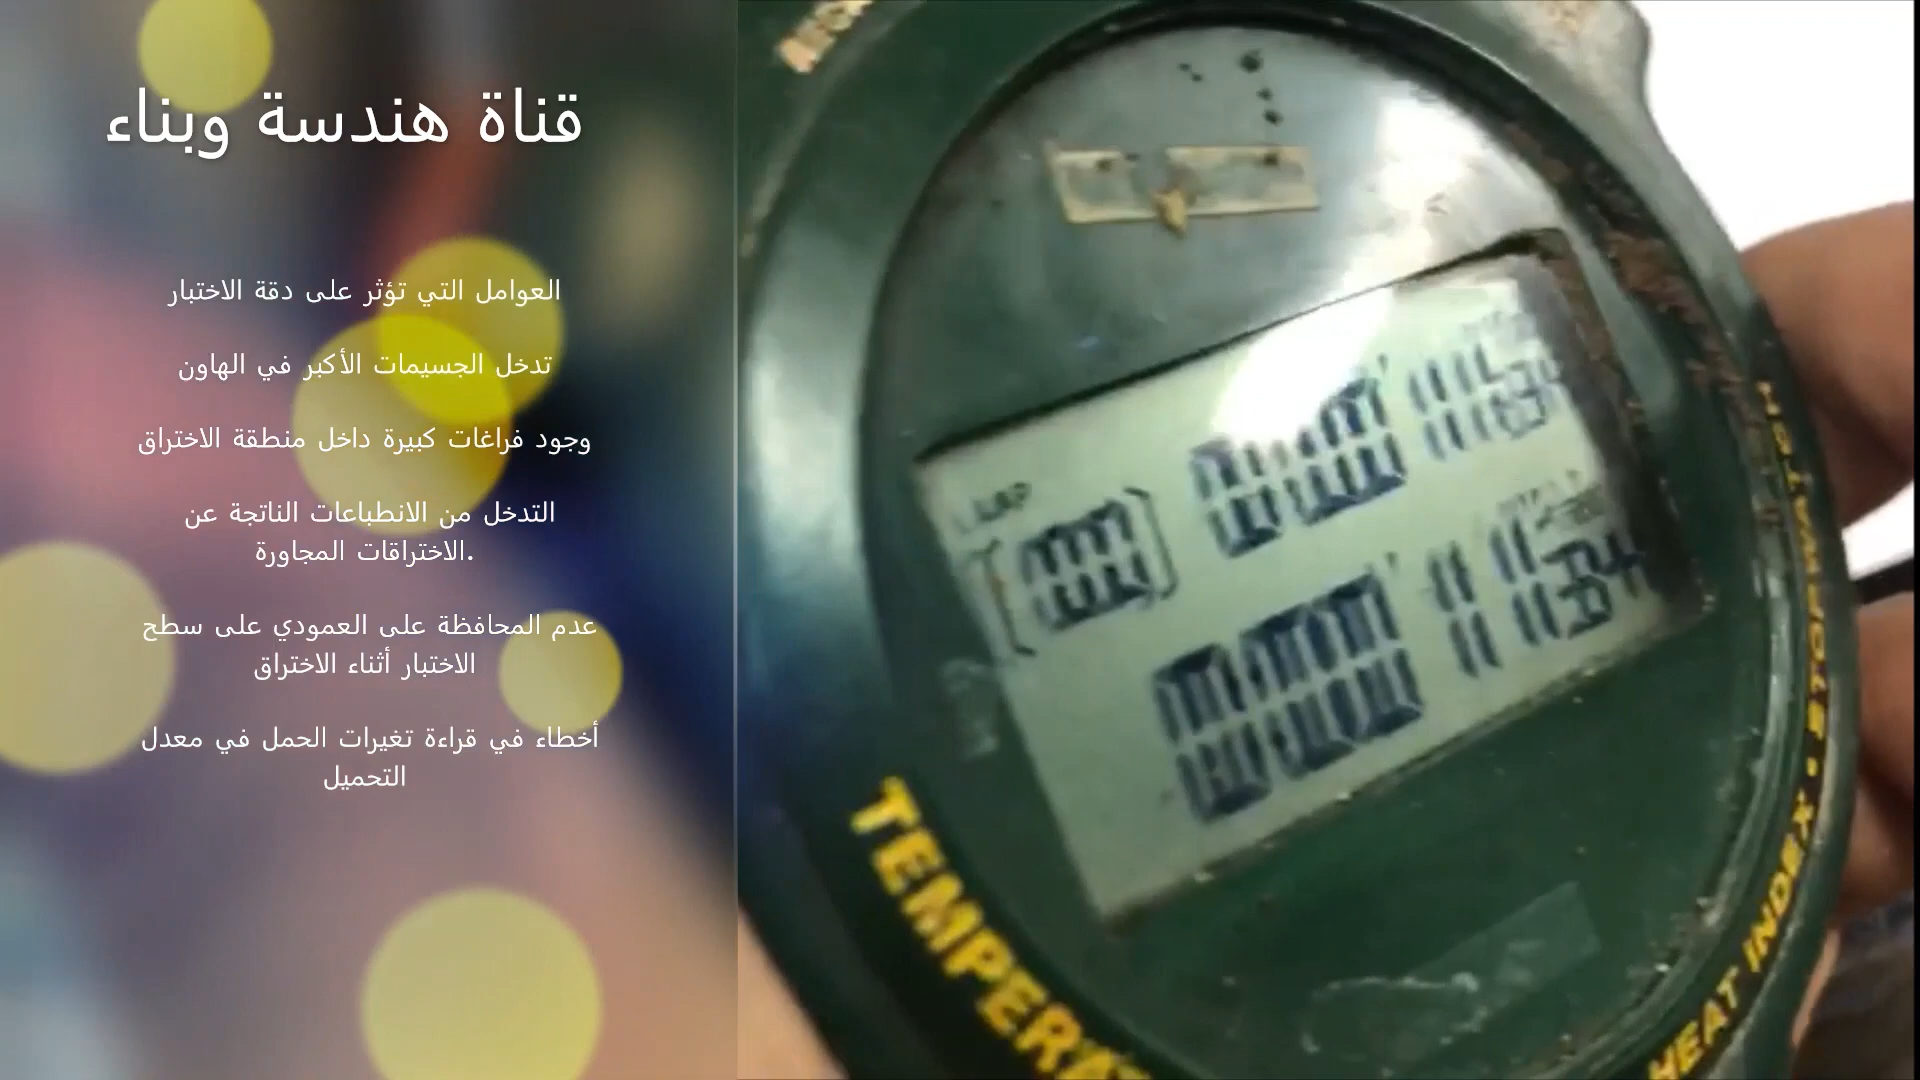 قناة هندسة وبناء
العوامل التي تؤثر على دقة الاختبار
تدخل الجسيمات الأكبر في الهاون
وجود فراغات كبيرة داخل منطقة الاختراق
التدخل من الانطباعات الناتجة عن
الاختراقات المجاورة.
عدم المحافظة على العمودي على سطح
الاختبار أثناء الاختراق
أخطاء في قراءة تغيرات الحمل في معدل
التحميل
LAP
HEAT INDEX • STOPWATCH